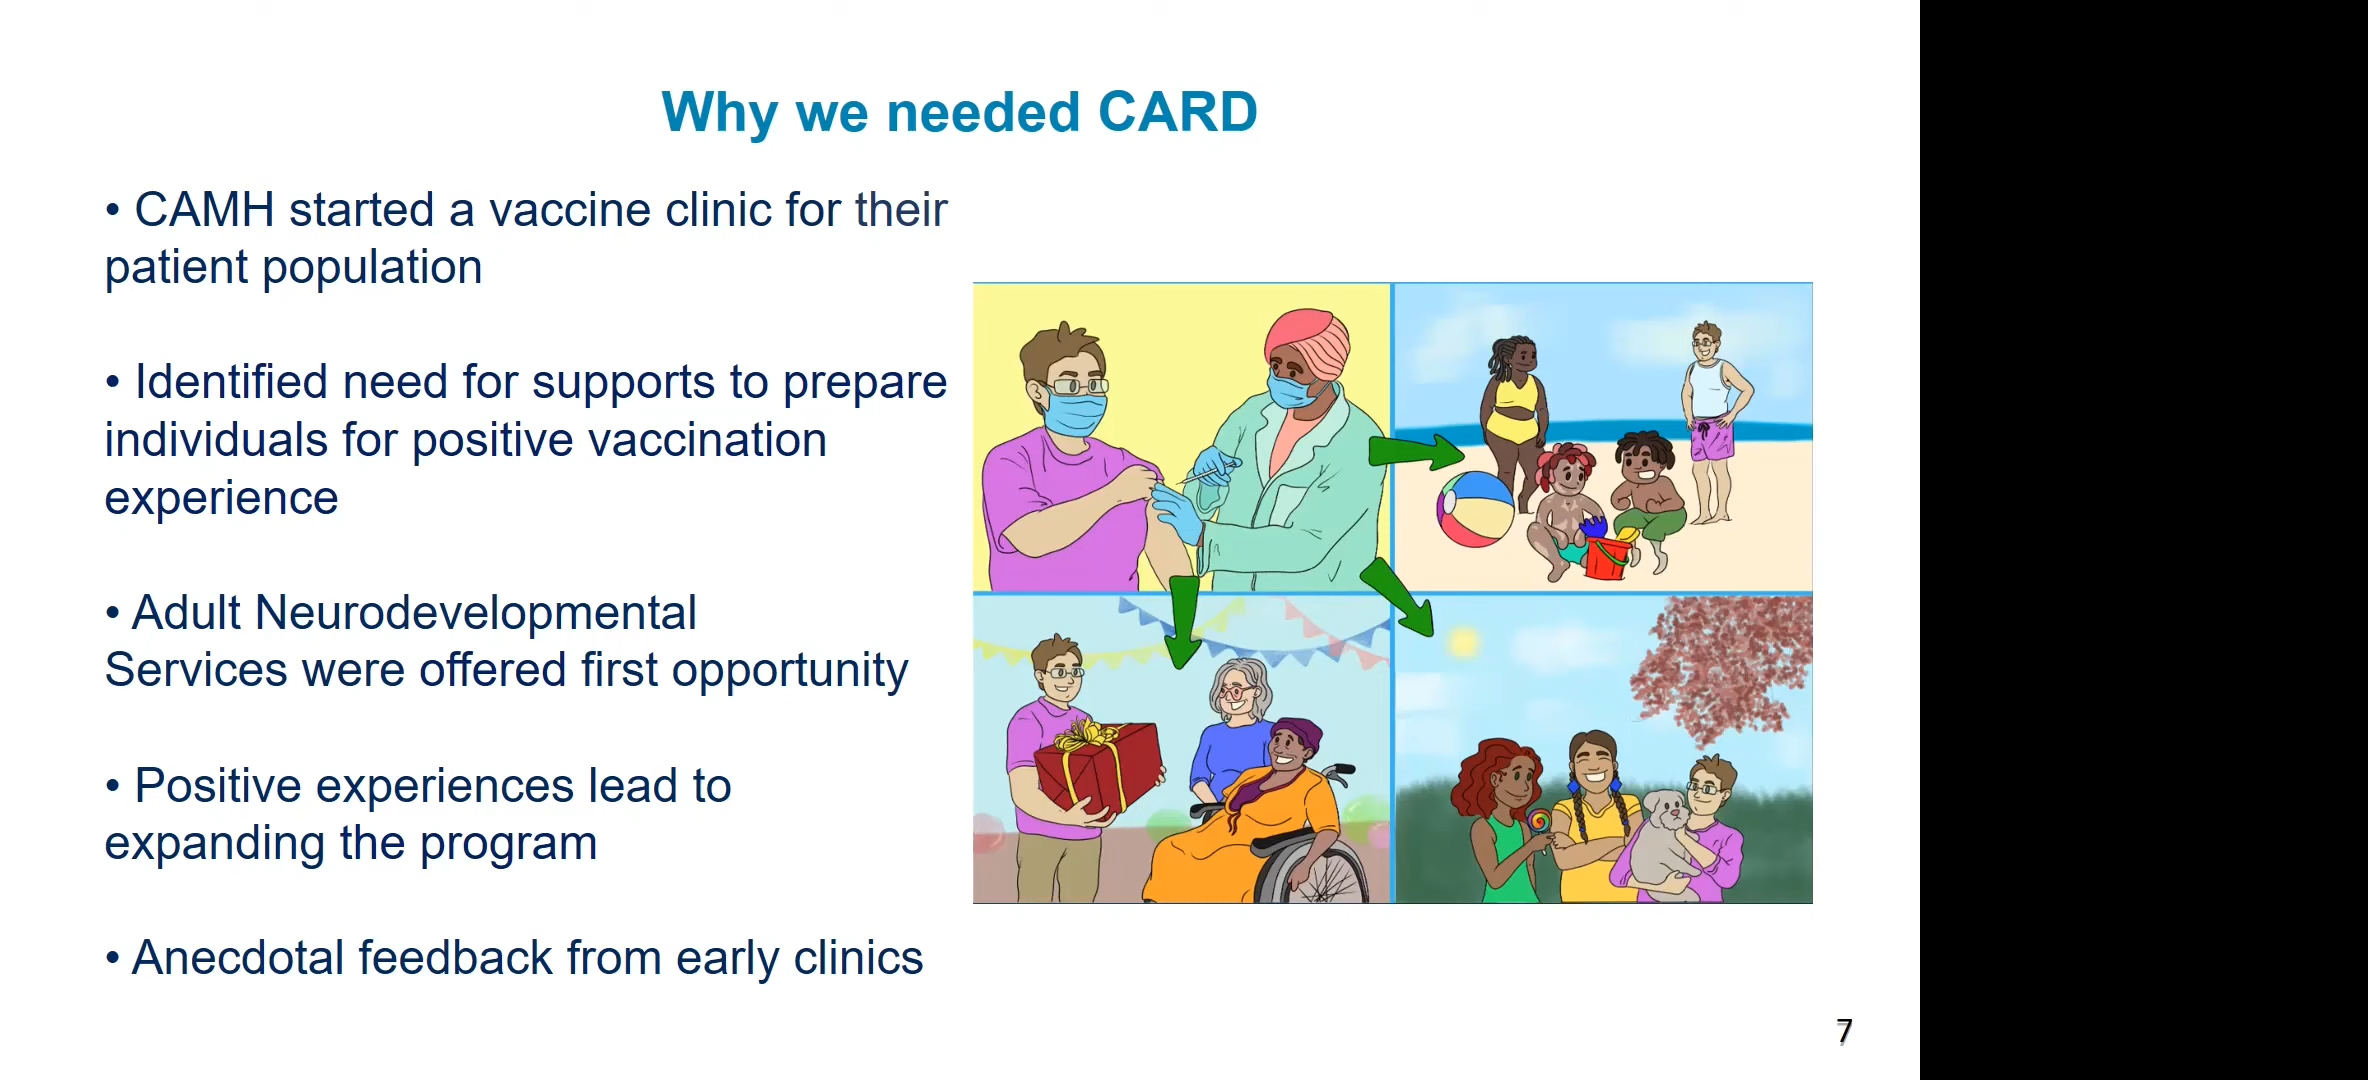 Why we needed CARD
• CAMH started a vaccine clinic for their
patient population
• Identified need for supports to prepare
individuals for positive vaccination
experience
• Adult Neurodevelopmental
Services were offered first opportunity
• Positive experiences lead to
expanding the program
• Anecdotal feedback from early clinics
7